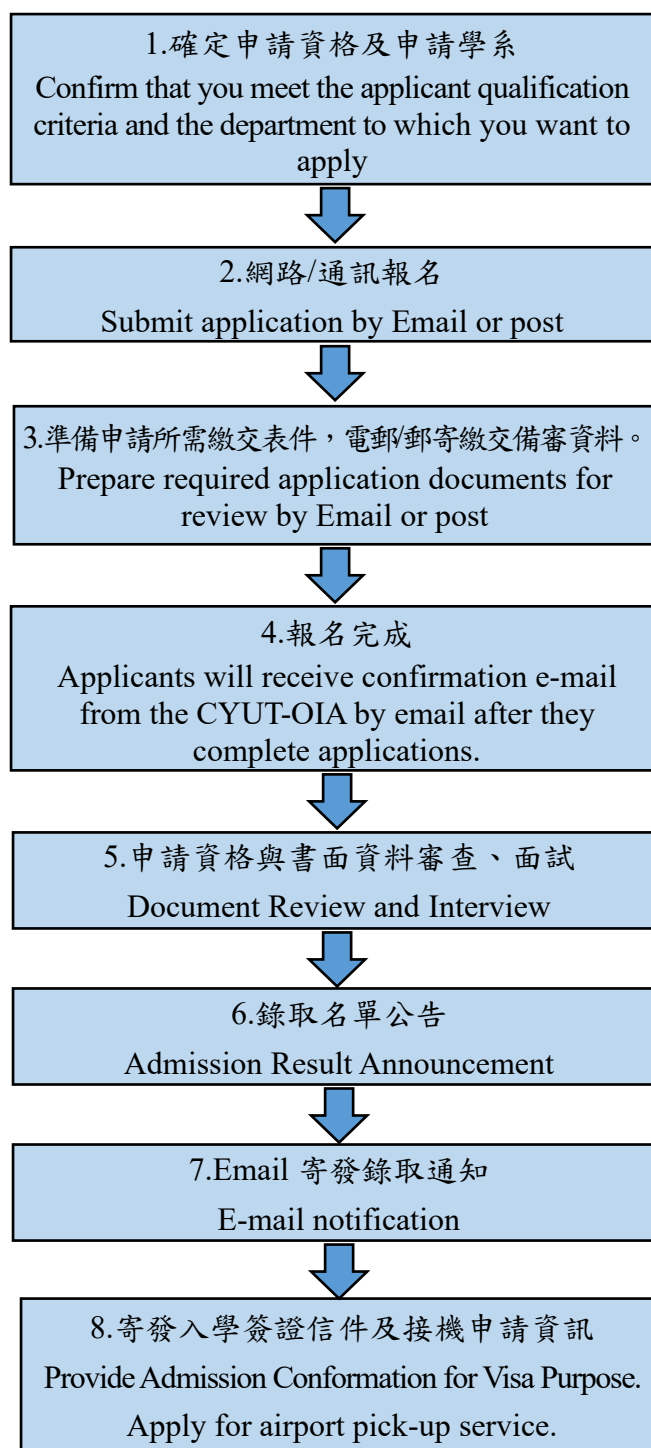 1.確定申請資格及申請學系
Confirm that you meet the applicant qualification
criteria and the department to which you want to
apply
2.網路/通訊報名
Submit application by Email or post
3.準備申請所需繳交表件，電郵/郵寄繳交備審資料。
Prepare required application documents for
review by Email or post
4.報名完成
Applicants will receive confirmation e-mail
from the CYUT-OIA by email after they
complete applications.
5.申請資格與書面資料審查、面試
Document Review and Interview
6.錄取名單公告
Admission Result Announcement
7.Email 寄發錄取通知
E-mail notification
8.寄發入學簽證信件及接機申請資訊
Provide Admission Conformation for Visa Purpose.
Apply for airport pick-up service.